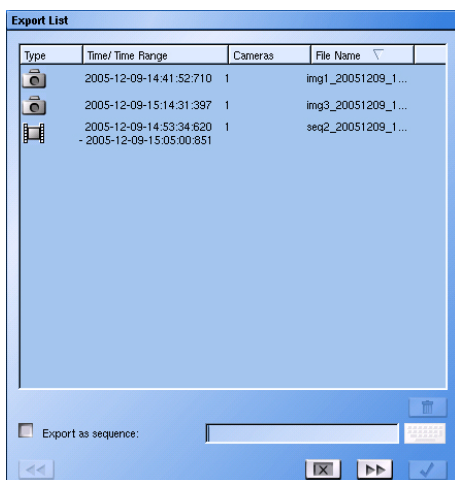 Export List
Type Time/ Time Range Cameras File Name
2005-12-09-14:41:52:710 1 img1_20051209_1...
2005-12-09-15:14:31:397 1 img3_20051209_1...
2005-12-09-14:53:34:620 1 seq2_20051209_1...
- 2005-12-09-15:05:00:851
Export as sequence: